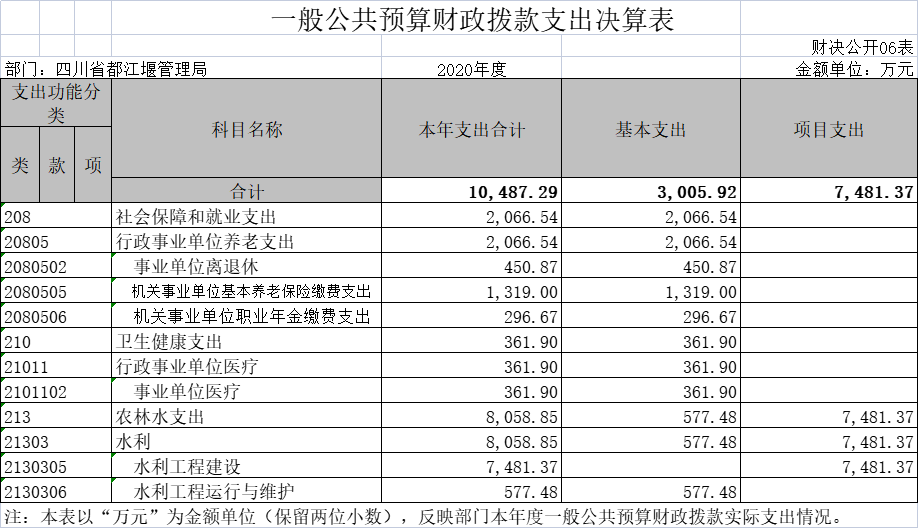 一般公共预算财政拨款支出决算表
财决公开06表
部门：四川省都江堰管理局 2020年度 金额单位：万元
支出功能分类 科目名称 本年支出合计 基本支出 项目支出
类 款 项
合计 10,487.29 3,005.92 7,481.37
208 社会保障和就业支出 2,066.54 2,066.54
20805 行政事业单位养老支出 2,066.54 2,066.54
2080502 事业单位离退休 450.87 450.87
2080505 机关事业单位基本养老保险缴费支出 1,319.00 1,319.00
2080506 机关事业单位职业年金缴费支出 296.67 296.67
210 卫生健康支出 361.90 361.90
21011 行政事业单位医疗 361.90 361.90
2101102 事业单位医疗 361.90 361.90
213 农林水支出 8,058.85 577.48 7,481.37
21303 水利 8,058.85 577.48 7,481.37
2130305 水利工程建设 7,481.37 7,481.37
2130306 水利工程运行与维护 577.48 577.48
注：本表以“万元”为金额单位（保留两位小数），反映部门本年度一般公共预算财政拨款实际支出情况。